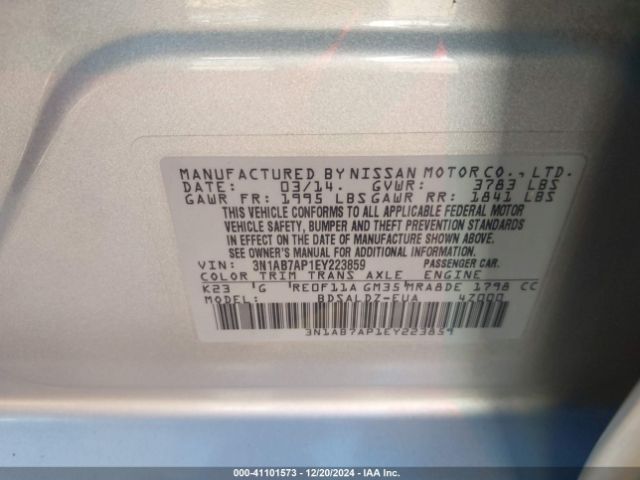 MANUFACTURED BY NISSAN MOTOR CO., LTD.
DATE: 03/14. GVWR: 3783 LBS
GAWR FR: 1995 LBS GAWR RR: 1841 LBS
THIS VEHICLE CONFORMS TO ALL APPLICABLE FEDERAL MOTOR
VEHICLE SAFETY, BUMPER AND THEFT PREVENTION STANDARDS
IN EFFECT ON THE DATE OF MANUFACTURE SHOWN ABOVE.
SEE OWNER'S MANUAL FOR ADDITIONAL INFORMATION.
VIN: 3N1AB7AP1EY223859 PASSENGER CAR.
COLOR TRIM TRANS AXLE ENGINE
K23 G RE0F11A GM35 MRA8DE 1798 CC
BDSALDZ-EUA 47000
3N1AB7AP1EY223859
000-41101573 | 12/20/2024 - IAA Inc.